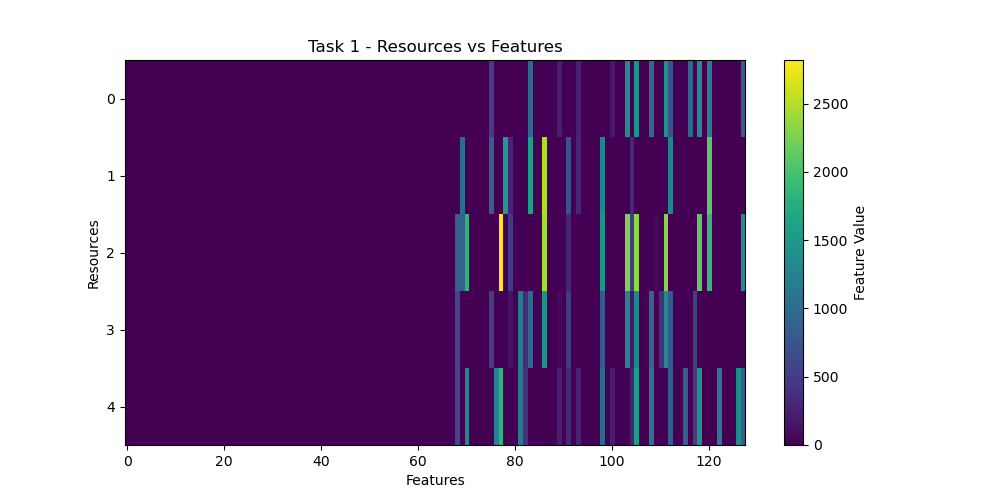 Task 1 - Resources vs Features
Resources
0
1
2
3
4
0 20 40 60 80 100 120
Features
2500
2000
1500
1000
500
0
Feature Value